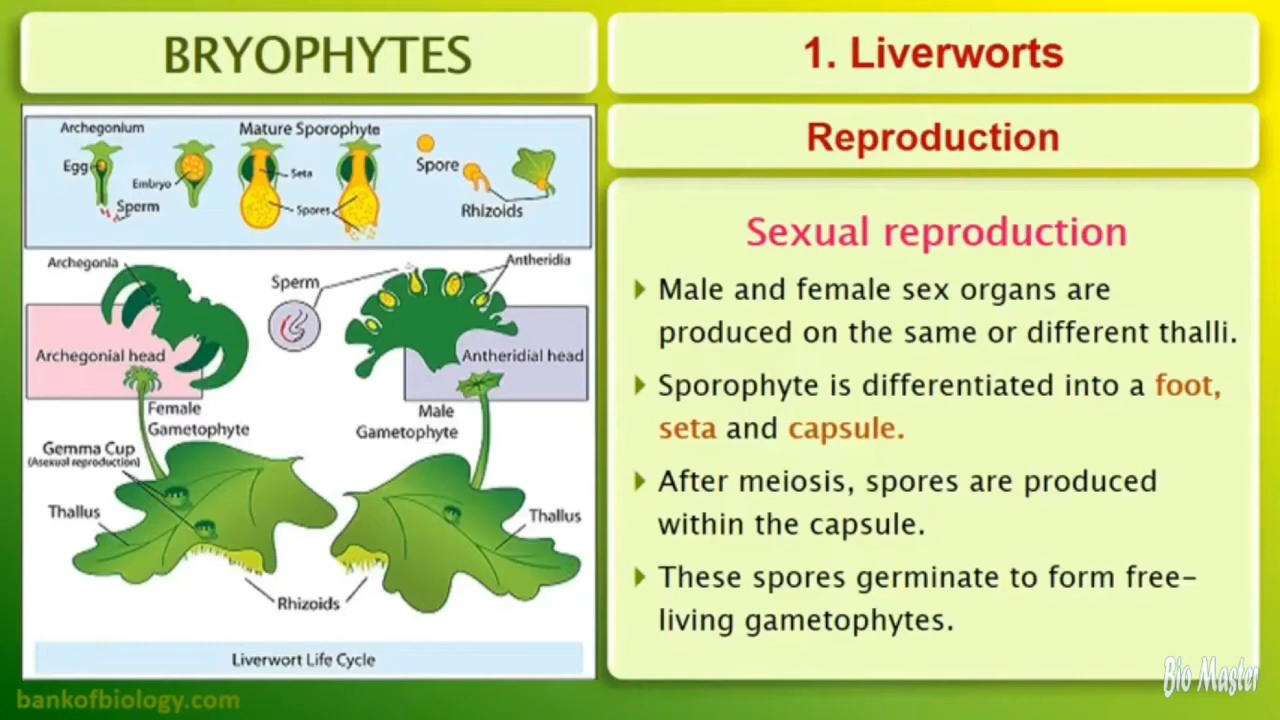 BRYOPHYTES
1. Liverworts
Reproduction
Archegonium
Egg
Sperm
Embryo
Mature Sporophyte
Seta
Spores
Spore
Rhizoids
Archegonia
Sperm
Antheridia
Archegonial head
Antheridial head
Female
Gametophyte
Male
Gametophyte
Gemma Cup
(Asexual reproduction)
Thallus
Thallus
Rhizoids
Liverwort Life Cycle
Sexual reproduction
Male and female sex organs are
produced on the same or different thalli.
Sporophyte is differentiated into a foot,
seta and capsule.
After meiosis, spores are produced
within the capsule.
These spores germinate to form free-
living gametophytes.
bankofbiology.com
Bio Master